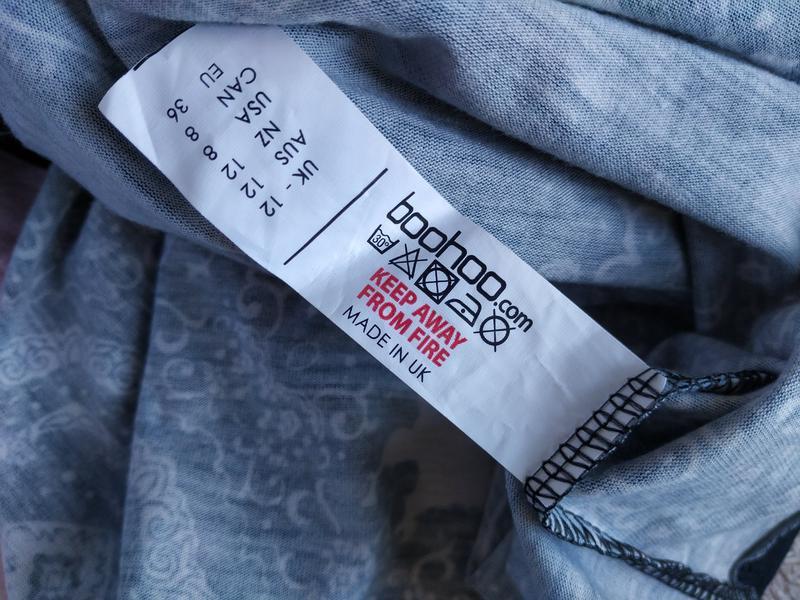 UK - 12
AUS 12
NZ 12
USA 8
CAN 8
EU 36
boohoo.com
30°
KEEP AWAY
FROM FIRE
MADE IN UK